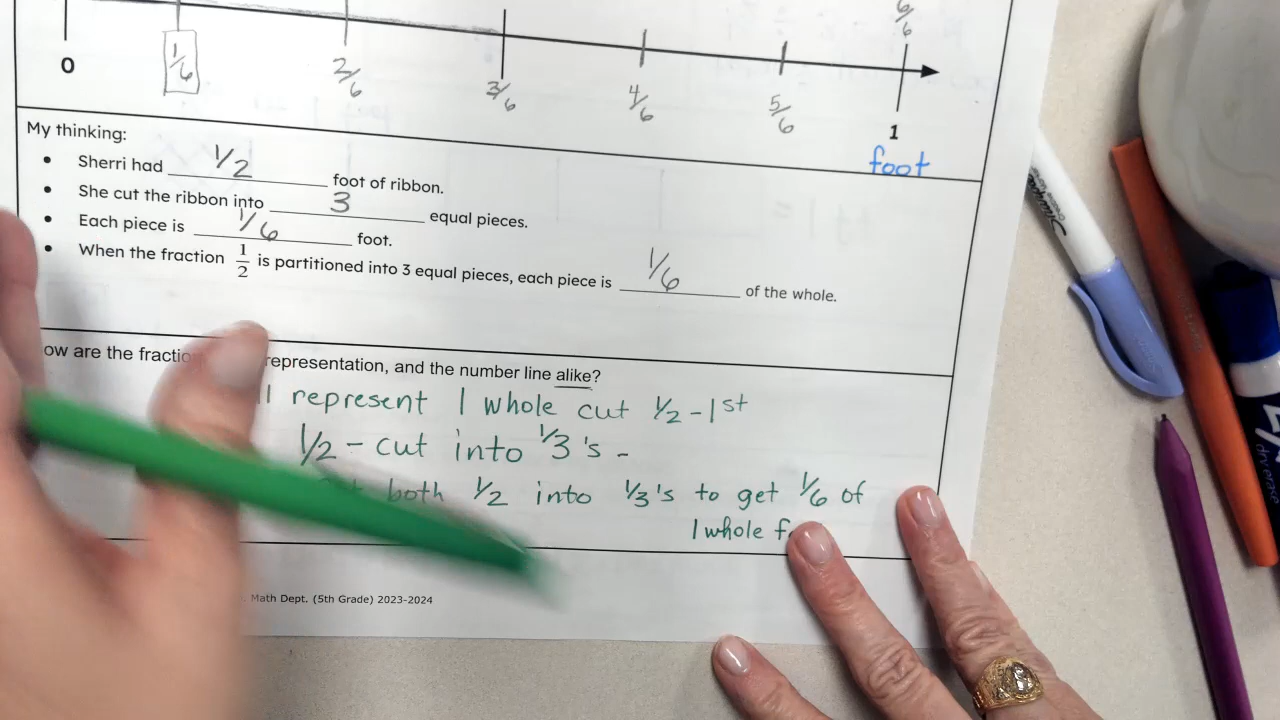 6/6
0
1/6
2/6
3/6
4/6
5/6
1
foot
My thinking:
Sherri had 1/2 foot of ribbon.
She cut the ribbon into 3 equal pieces.
Each piece is 1/6 foot.
When the fraction 1/2 is partitioned into 3 equal pieces, each piece is 1/6 of the whole.
ow are the fractio representation, and the number line alike?
represent 1 whole cut 1/2 - 1st
1/2 - cut into 1/3's -
both 1/2 into 1/3's to get 1/6 of
1 whole
Math Dept. (5th Grade) 2023-2024